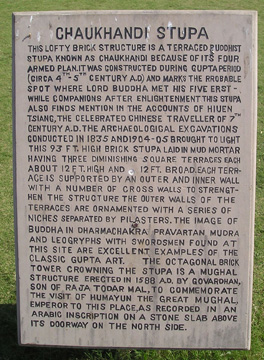 CHAUKHANDI STUPA
THIS LOFTY BRICK STRUCTURE IS A TERRACED BUDDHIST
STUPA KNOWN AS CHAUKHANDI BECAUSE OF ITS FOUR
ARMED PLAN.IT WAS CONSTRUCTED DURING GUPTA PERIOD
(CIRCA 4TH-5TH CENTURY A.D.) AND MARKS THE PROBABLE
SPOT WHERE LORD BUDDHA MET HIS FIVE ERST-
WHILE COMPANIONS AFTER ENLIGHTENMENT THIS STUPA
ALSO FINDS MENTION IN THE ACCOUNTS OF HIUEN
TSIANG, THE CELEBRATED CHINESE TRAVELLER OF 7TH
CENTURY A.D. THE ARCHAEOLOGICAL EXCAVATIONS
CONDUCTED IN 1835 AND 1904-05 BROUGHT TO LIGHT
THIS 93 FT. HIGH BRICK STUPA LAID IN MUD MORTAR
HAVING THREE DIMINISHING SQUARE TERRACES EACH
ABOUT 12 FT. HIGH AND 12 FT. BROAD. EACH TERR-
ACE IS SUPPORTED BY AN OUTER AND INNER WALL
WITH A NUMBER OF CROSS WALLS TO STRENGT-
HEN THE STRUCTURE THE OUTER WALLS OF THE
TERRACES ARE ORNAMENTED WITH A SERIES OF
NICHES SEPARATED BY PILASTERS. THE IMAGE OF
BUDDHA IN DHARMACHAKRA PRAVARTAN MUDRA
AND LEOGRYPHS WITH SWORDSMEN FOUND AT
THIS SITE ARE EXCELLENT EXAMPLES OF THE
CLASSIC GUPTA ART. THE OCTAGONAL BRICK
TOWER CROWNING THE STUPA IS A MUGHAL
STRUCTURE ERECTED IN 1588 A.D. BY GOVARDHAN,
SON OF RAJA TODAR MAL, TO COMMEMORATE
THE VISIT OF HUMAYUN THE GREAT MUGHAL,
EMPEROR TO THIS PLACE, AS RECORDED IN AN
ARABIC INSCRIPTION ON A STONE SLAB ABOVE
ITS DOORWAY ON THE NORTH SIDE.